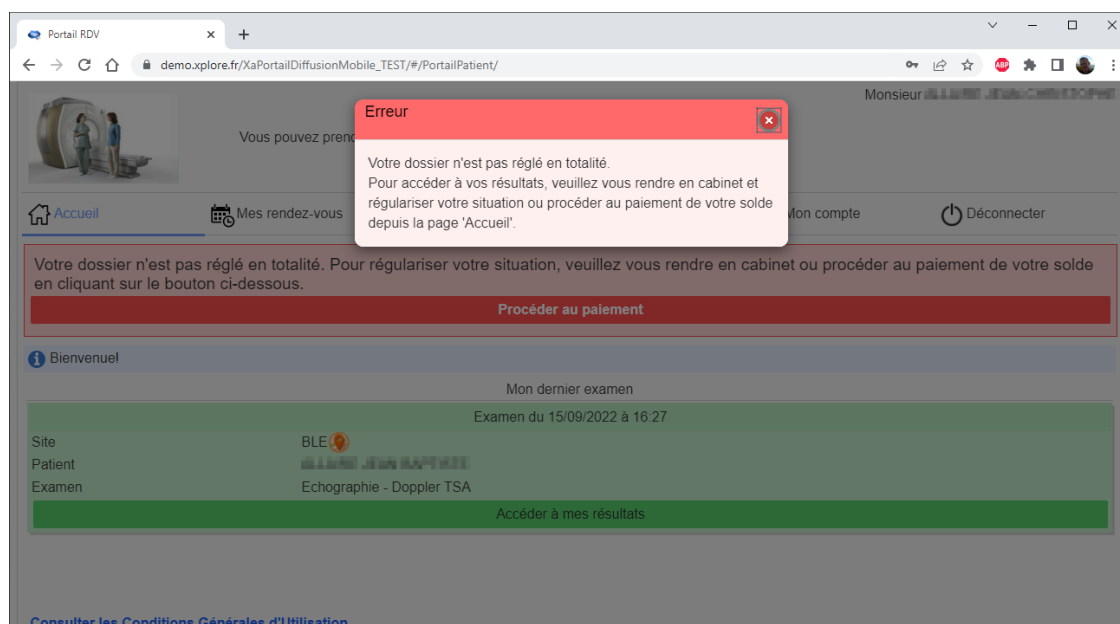 Portail RDV
demo.xplore.fr/XaPortailDiffusionMobile_TEST/#/PortailPatient/
ABP
Monsieur
Vous pouvez prend
Erreur
Votre dossier n'est pas réglé en totalité.
Pour accéder à vos résultats, veuillez vous rendre en cabinet et
régulariser votre situation ou procéder au paiement de votre solde
depuis la page 'Accueil'.
Accueil
Mes rendez-vous
Mon compte
Déconnecter
Votre dossier n'est pas réglé en totalité. Pour régulariser votre situation, veuillez vous rendre en cabinet ou procéder au paiement de votre solde
en cliquant sur le bouton ci-dessous.
Procéder au paiement
Bienvenue!
Mon dernier examen
Examen du 15/09/2022 à 16:27
Site BLE
Patient
Examen Echographie - Doppler TSA
Accéder à mes résultats
Consulter les Conditions Générales d'Utilisation